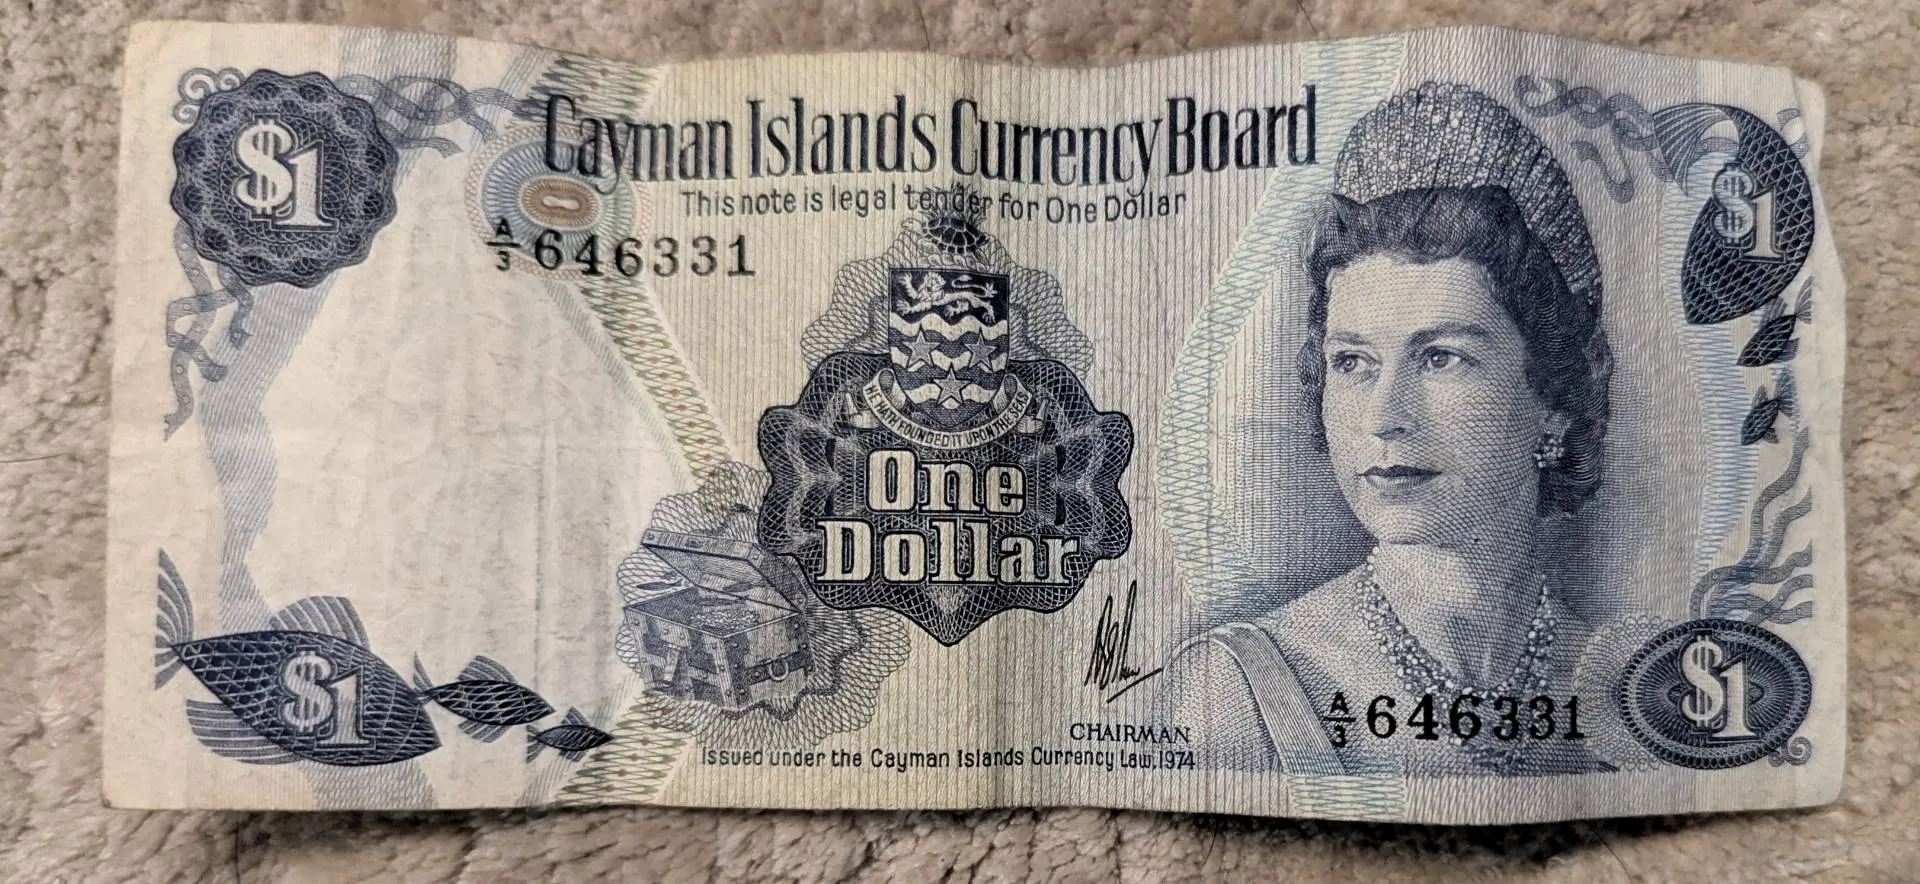 $1
Cayman Islands Currency Board
$1
This note is legal tender for One Dollar
A/3 646331
HE HATH FOUNDED IT UPON THE SEAS
One
Dollar
$1
$1
A/3 646331
CHAIRMAN
Issued under the Cayman Islands Currency Law, 1974